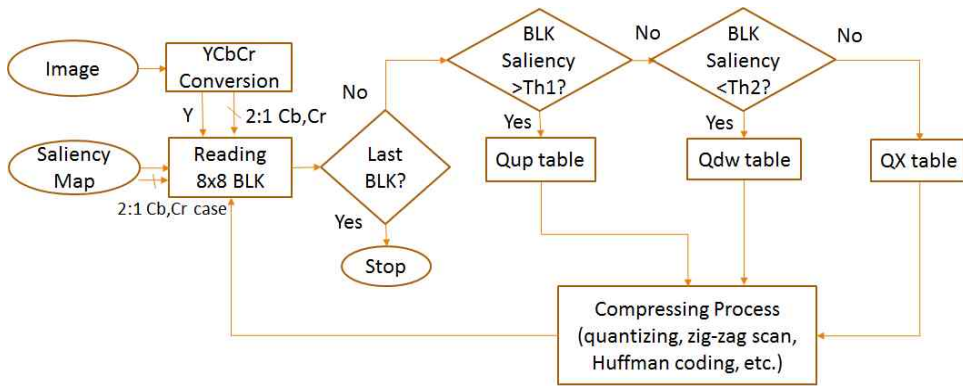 Image
YCbCr
Conversion
Y
2:1 Cb,Cr
Saliency
Map
2:1 Cb,Cr case
Reading
8x8 BLK
No
Last
BLK?
Yes
Stop
BLK
Saliency
>Th1?
No
Yes
Qup table
BLK
Saliency
<Th2?
No
Yes
Qdw table
QX table
Compressing Process
(quantizing, zig-zag scan,
Huffman coding, etc.)